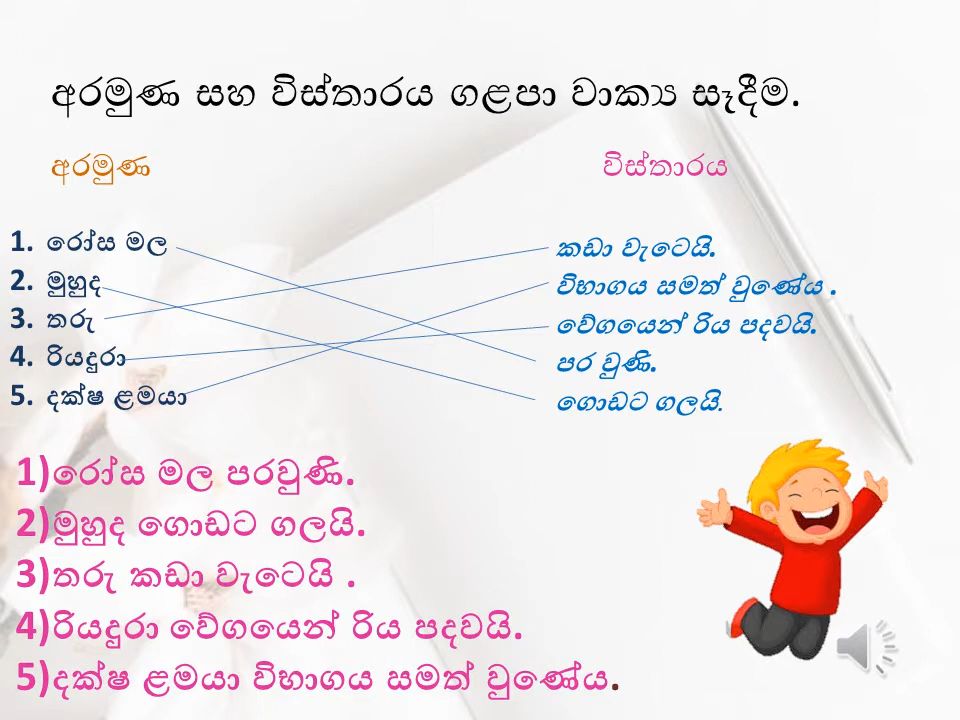 අරමුණ සහ විස්තාරය ගළපා වාක්‍ය සෑදීම.
අරමුණ
විස්තාරය
1. රෝස මල
2. මුහුද
3. තරු
4. රියදුරා
5. දක්ෂ ළමයා
කඩා වැටෙයි.
විභාගය සමත් වුණේය .
වේගයෙන් රිය පදවයි.
පර වුණි.
ගොඩට ගලයි.
1)රෝස මල පරවුණි.
2)මුහුද ගොඩට ගලයි.
3)තරු කඩා වැටෙයි .
4)රියදුරා වේගයෙන් රිය පදවයි.
5)දක්ෂ ළමයා විභාගය සමත් වුණේය.